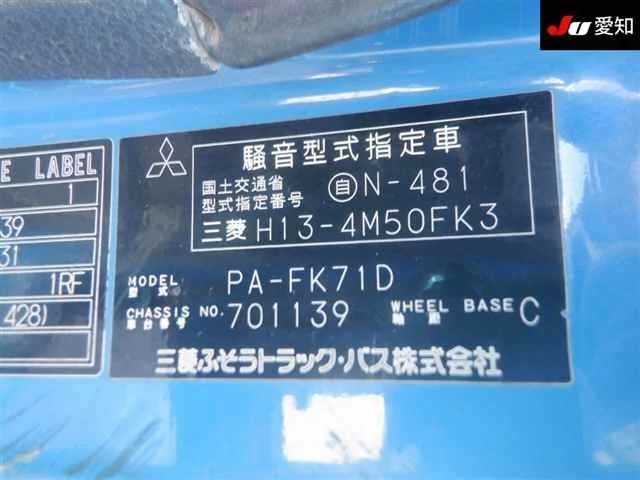 JU 愛知
E LABEL
1
39
31
1RF
428)
騒音型式指定車
国土交通省
型式指定番号
自 N-481
三菱 H13-4M50FK3
MODEL
型式
PA-FK71D
CHASSIS NO.
車台番号
701139
WHEEL BASE
軸距
C
三菱ふそうトラック・バス株式会社